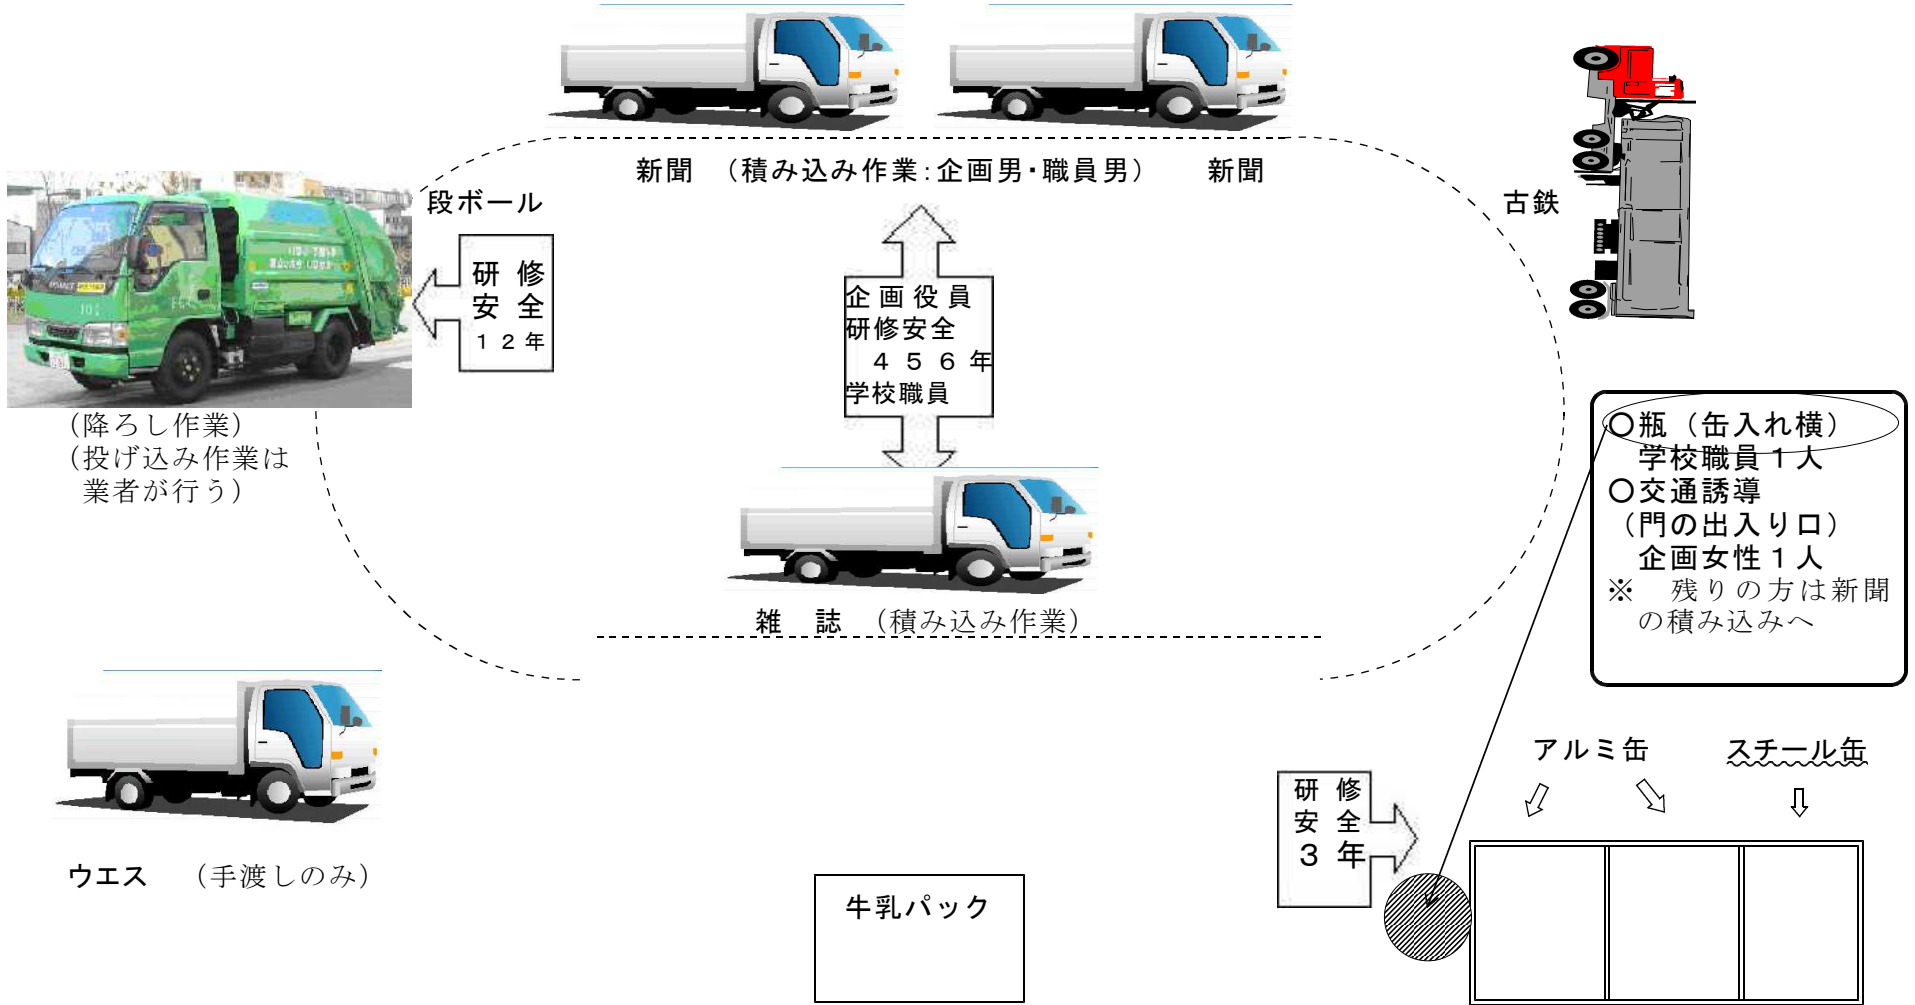 新聞　（積み込み作業：企画男・職員男）　　新聞
段ボール
古鉄
研　修
安　全
１２年
企画役員
研修安全
４５６年
学校職員
（降ろし作業）
（投げ込み作業は
業者が行う）
〇瓶（缶入れ横）
学校職員１人
〇交通誘導
（門の出入り口）
企画女性１人
※　残りの方は新聞
の積み込みへ
雑　誌　（積み込み作業）
アルミ缶　　スチール缶
研　修
安　全
３　年
ウエス　（手渡しのみ）
牛乳パック